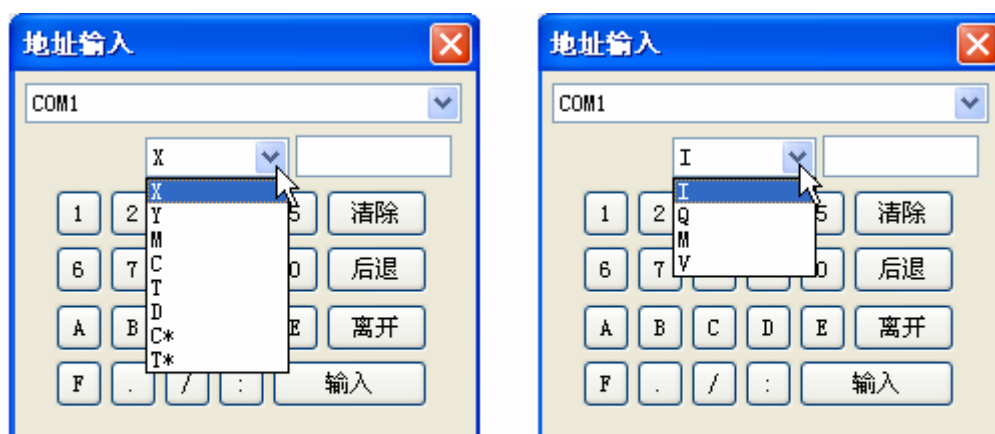 地址输入
COM1
X
X
Y
M
C
T
D
C*
T*
1 2 5 清除
6 7 0 后退
A B E 离开
F . / : 输入
地址输入
COM1
I
I
Q
M
V
1 2 5 清除
6 7 0 后退
A B C D E 离开
F . / : 输入